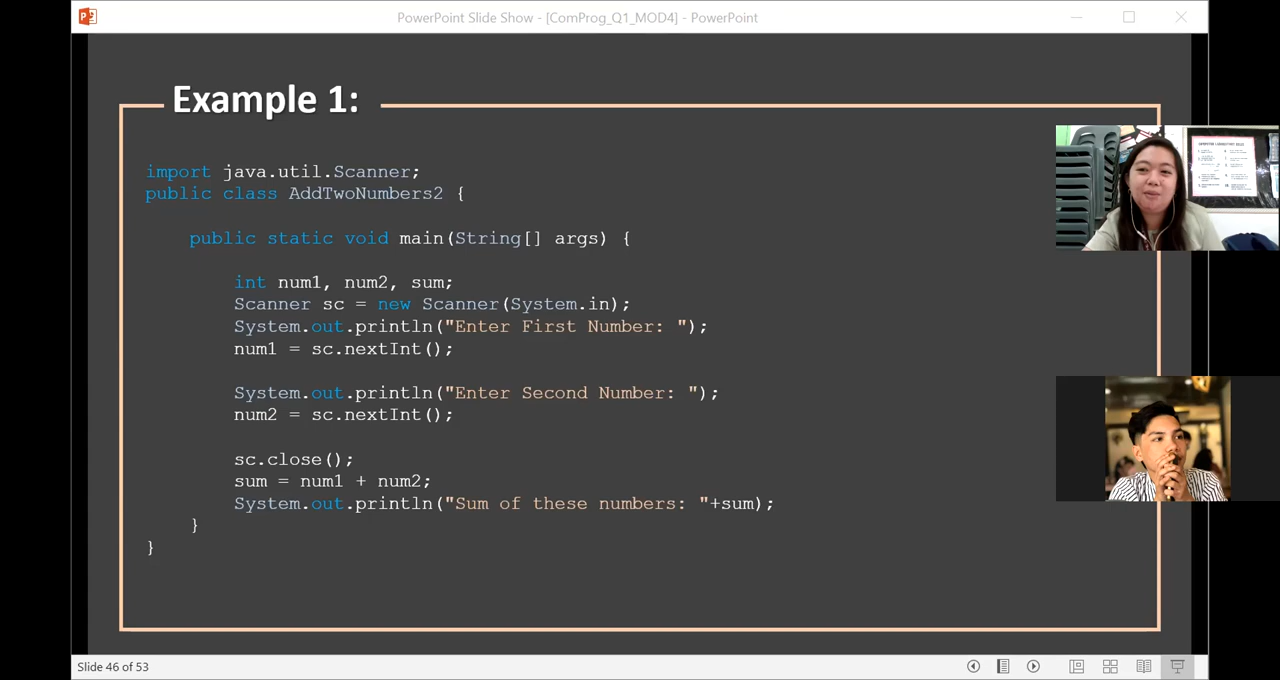 PowerPoint Slide Show - [ComProg_Q1_MOD4] - PowerPoint
Example 1:
import java.util.Scanner;
public class AddTwoNumbers2 {
public static void main(String[] args) {
int num1, num2, sum;
Scanner sc = new Scanner(System.in);
System.out.println("Enter First Number: ");
num1 = sc.nextInt();
System.out.println("Enter Second Number: ");
num2 = sc.nextInt();
sc.close();
sum = num1 + num2;
System.out.println("Sum of these numbers: "+sum);
}
}
Slide 46 of 53